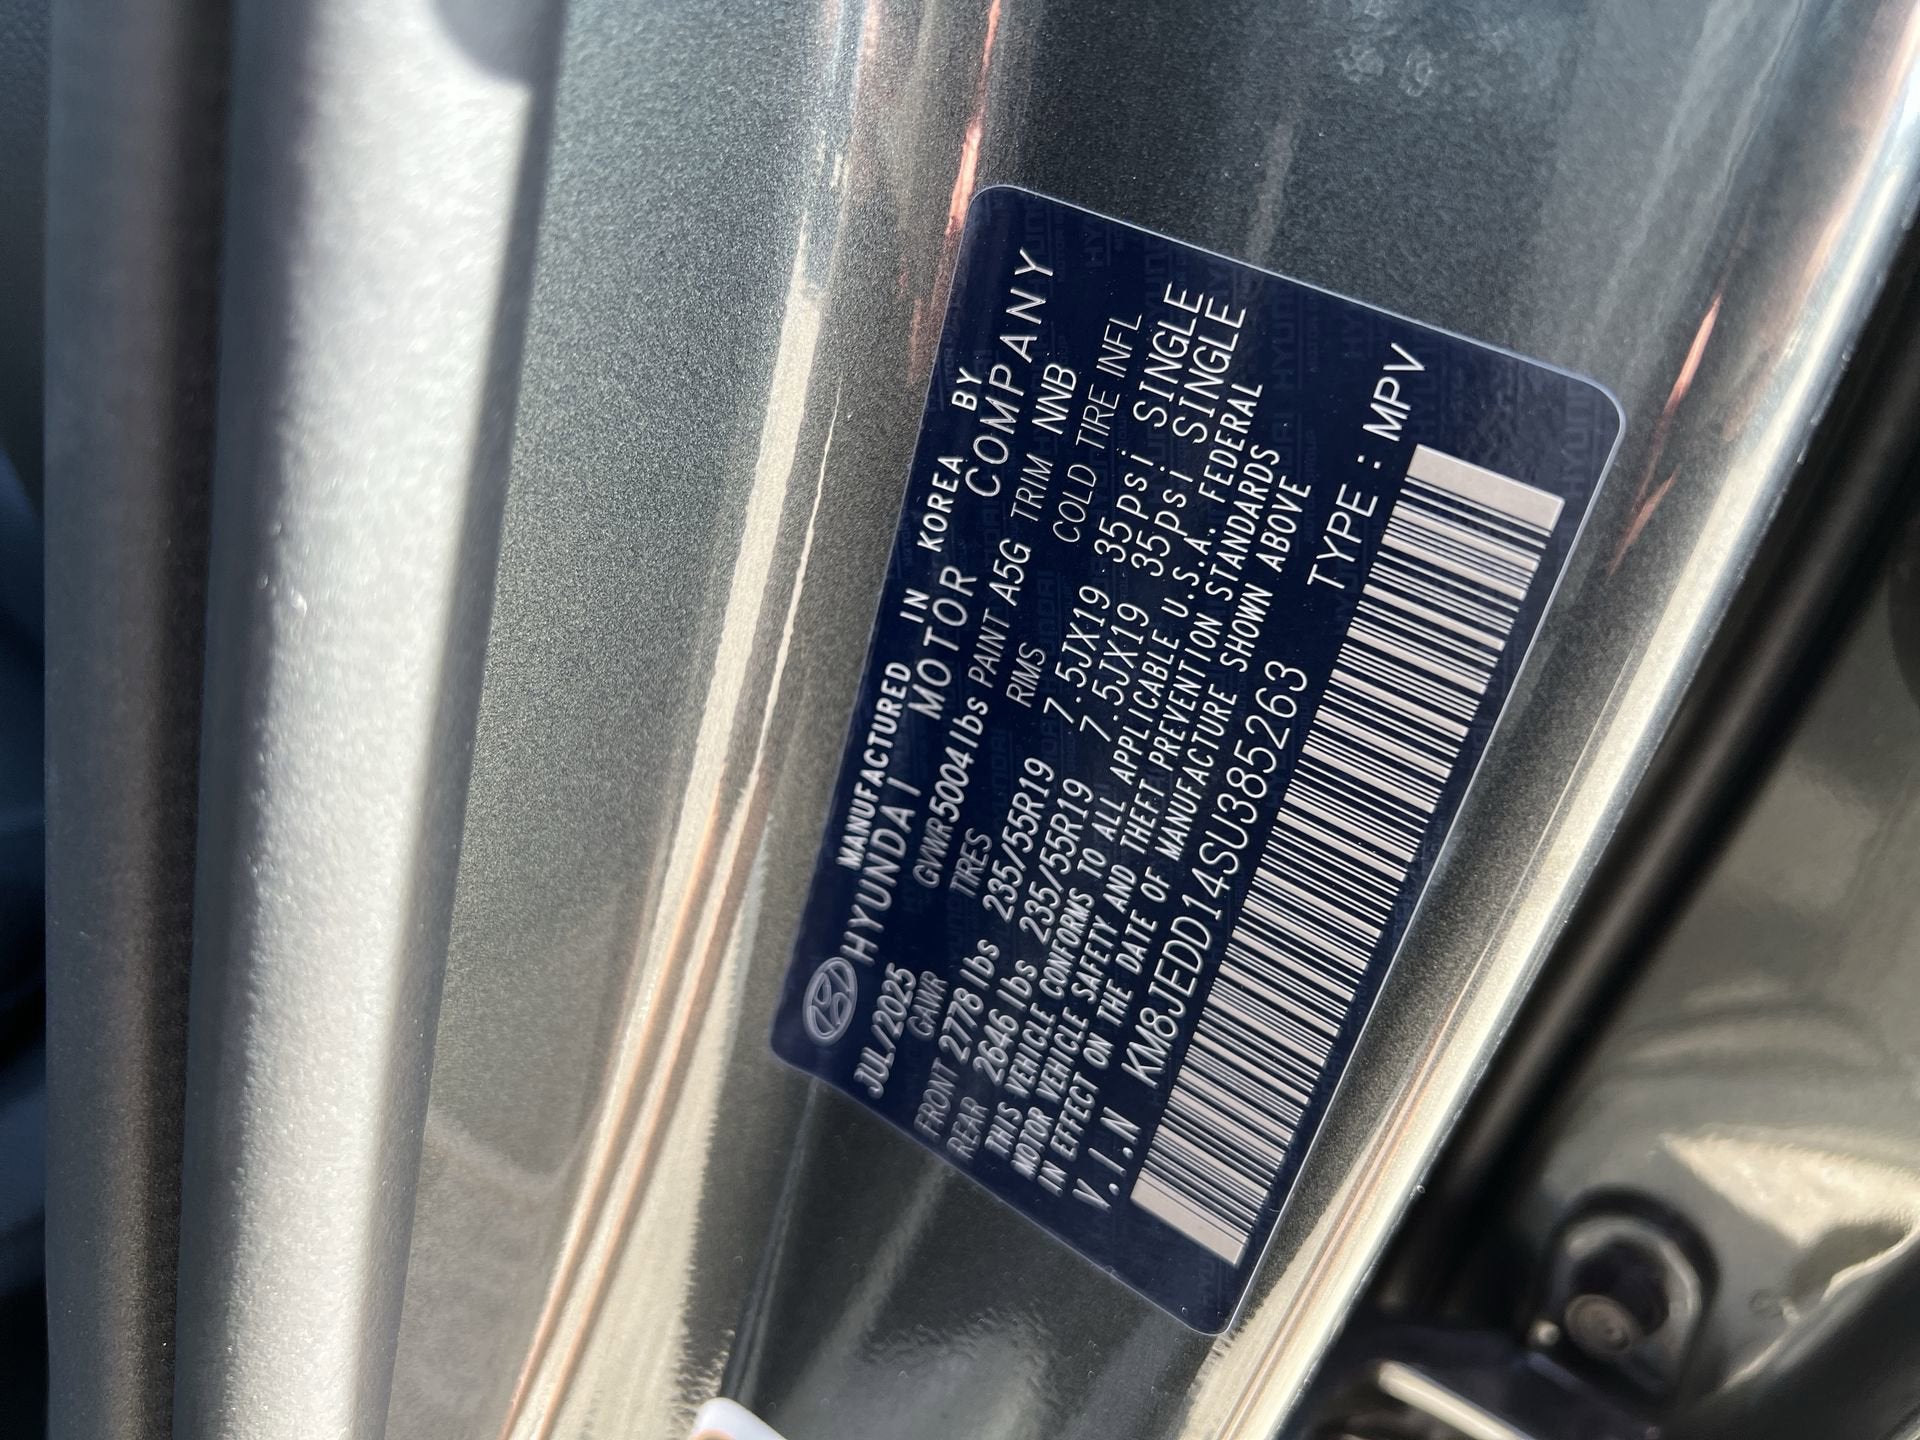 MANUFACTURED IN KOREA BY
HYUNDAI MOTOR COMPANY
JUL/2025 GVWR 5004lbs PAINT A5G TRIM NNB
GAWR TIRES RIMS COLD TIRE INFL
FRONT 2778lbs 235/55R19 7.5JX19 35psi SINGLE
REAR 2646lbs 235/55R19 7.5JX19 35psi SINGLE
THIS VEHICLE CONFORMS TO ALL APPLICABLE U.S.A. FEDERAL
MOTOR VEHICLE SAFETY AND THEFT PREVENTION STANDARDS
IN EFFECT ON THE DATE OF MANUFACTURE SHOWN ABOVE
V.I.N KM8JEDD14SU385263 TYPE : MPV